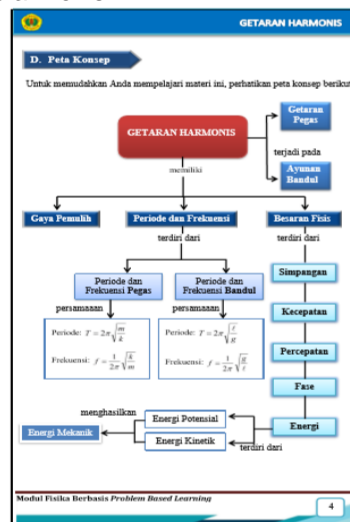 GETARAN HARMONIS
D. Peta Konsep
Untuk memudahkan Anda mempelajari materi ini, perhatikan peta konsep berikut
Getaran
Pegas
GETARAN HARMONIS
terjadi pada
Ayunan
Bandul
memiliki
Gaya Pemulih
Periode dan Frekuensi
Besaran Fisis
terdiri dari
terdiri dari
Simpangan
Periode dan
Frekuensi Pegas
Periode dan
Frekuensi Bandul
persamaaan
persamaaan
Kecepatan
Periode: T = 2π√(m/k)
Frekuensi: f = 1/2π √(k/m)
Periode: T = 2π√(ℓ/g)
Frekuensi: f = 1/2π √(g/ℓ)
Percepatan
Fase
menghasilkan
Energi Potensial
Energi
Energi Mekanik
Energi Kinetik
terdiri dari
Modul Fisika Berbasis Problem Based Learning
4